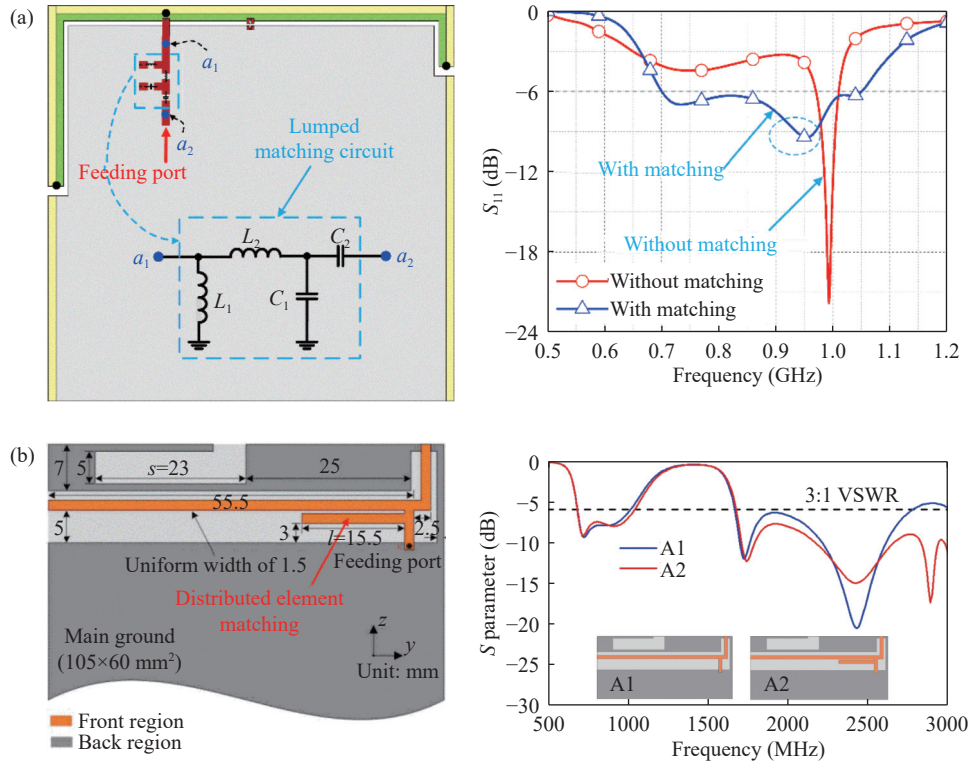 (a)
a₁
a₂
Feeding port
Lumped
matching circuit
a₁
L₂
C₂
a₂
L₁
C₁
S₁₁ (dB)
0
−6
−12
−18
−24
With matching
Without matching
Without matching
With matching
0.5
0.6
0.7
0.8
0.9
1.0
1.1
1.2
Frequency (GHz)
(b)
7
5
s=23
25
55.5
5
3
l=15.5
2.5
Uniform width of 1.5
Feeding port
Distributed element
matching
Main ground
(105×60 mm²)
z
y
Unit: mm
Front region
Back region
S parameter (dB)
0
−5
−10
−15
−20
−25
−30
3:1 VSWR
A1
A2
A1
A2
500
1000
1500
2000
2500
3000
Frequency (MHz)